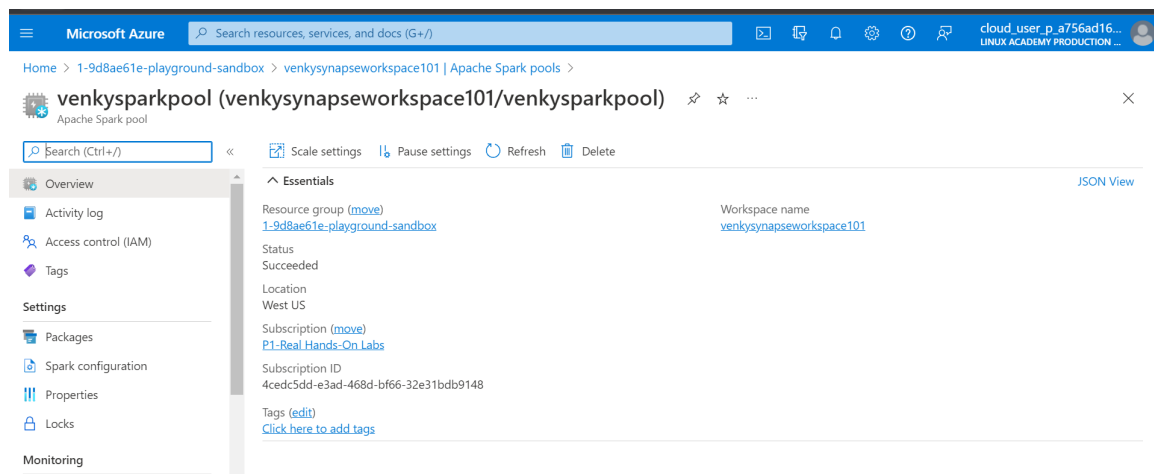 Microsoft Azure
Search resources, services, and docs (G+/)
cloud_user_p_a756ad16...
LINUX ACADEMY PRODUCTION ...
Home > 1-9d8ae61e-playground-sandbox > venkysynapseworkspace101 | Apache Spark pools >
venkysparkpool (venkysynapseworkspace101/venkysparkpool) ...
Apache Spark pool
Search (Ctrl+/)
«
Scale settings
Pause settings
Refresh
Delete
Overview
Activity log
Access control (IAM)
Tags
Settings
Packages
Spark configuration
Properties
Locks
Monitoring
Essentials
JSON View
Resource group (move)
1-9d8ae61e-playground-sandbox
Status
Succeeded
Location
West US
Subscription (move)
P1-Real Hands-On Labs
Subscription ID
4cedc5dd-e3ad-468d-bf66-32e31bdb9148
Tags (edit)
Click here to add tags
Workspace name
venkysynapseworkspace101